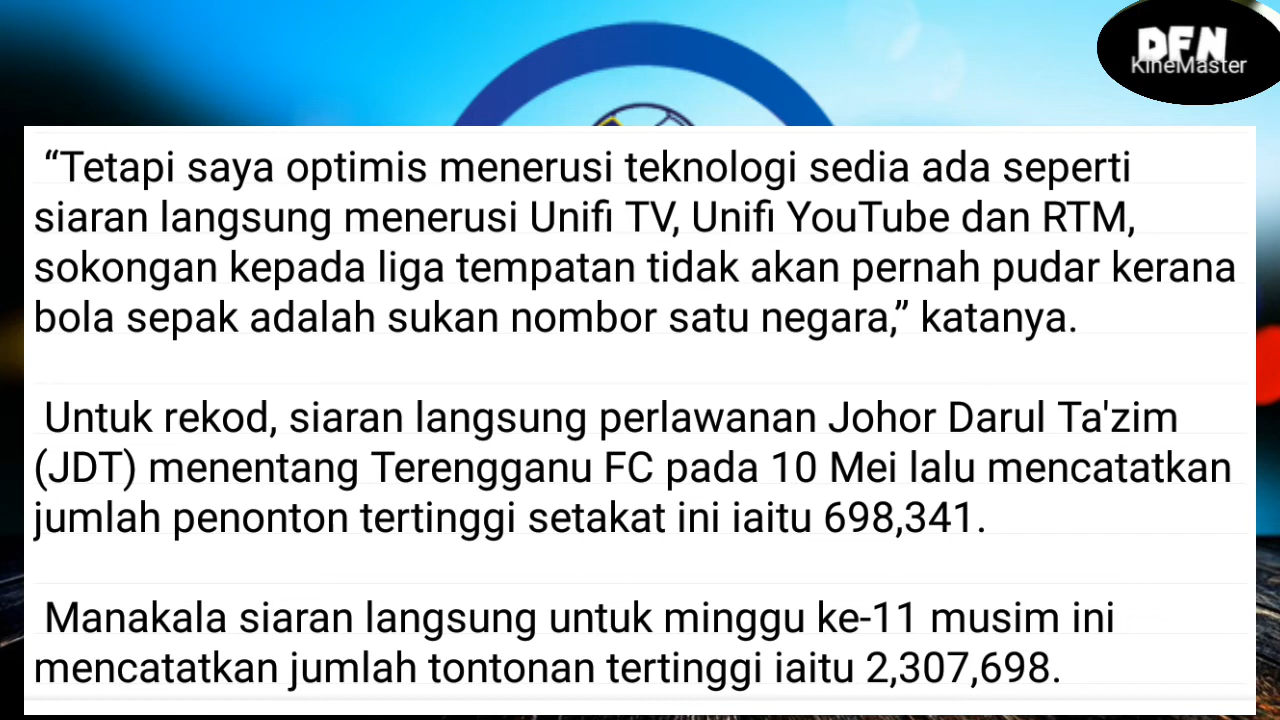 DFN
KineMaster
“Tetapi saya optimis menerusi teknologi sedia ada seperti
siaran langsung menerusi Unifi TV, Unifi YouTube dan RTM,
sokongan kepada liga tempatan tidak akan pernah pudar kerana
bola sepak adalah sukan nombor satu negara,” katanya.
Untuk rekod, siaran langsung perlawanan Johor Darul Ta'zim
(JDT) menentang Terengganu FC pada 10 Mei lalu mencatatkan
jumlah penonton tertinggi setakat ini iaitu 698,341.
Manakala siaran langsung untuk minggu ke-11 musim ini
mencatatkan jumlah tontonan tertinggi iaitu 2,307,698.